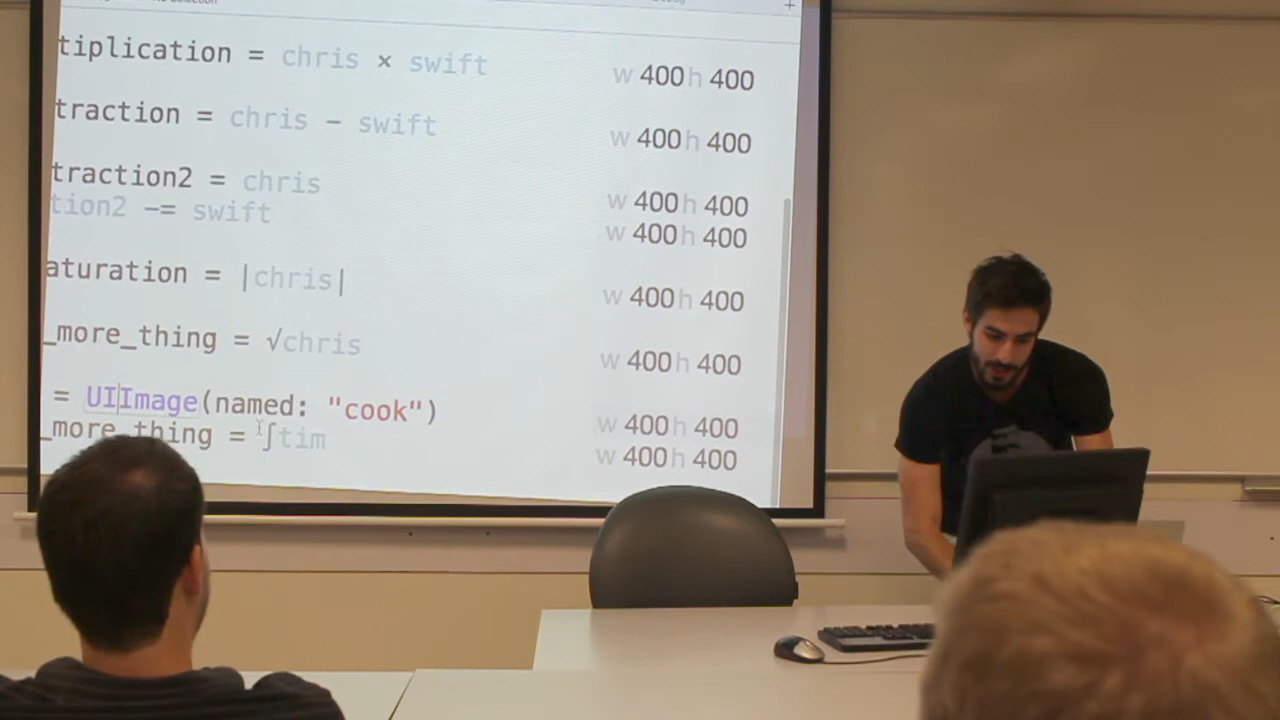 tiplication = chris × swift w 400 h 400
traction = chris − swift w 400 h 400
traction2 = chris w 400 h 400
tion2 −= swift w 400 h 400
aturation = |chris| w 400 h 400
_more_thing = √chris w 400 h 400
= UIImage(named: "cook") w 400 h 400
_more_thing = ∫tim w 400 h 400